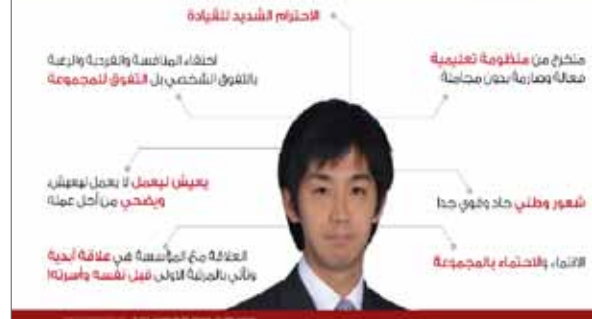 الاحترام الشديد للقيادة
متخرج من منظومة تعليمية
فعالة وصارمة بدون مجاملة
اختفاء المنافسة والفردية والرغبة
بالتفوق الشخصي بل التفوق للمجموعة
شعور وطني حاد وقوي جدا
يعيش ليعمل لا يعمل ليعيش،
ويضحي من أجل عمله
الانتماء والاحتماء بالمجموعة
العلاقة مع المؤسسة هي علاقة أبدية
وتأتي بالمرتبة الاولى قبل نفسه وأسرته!